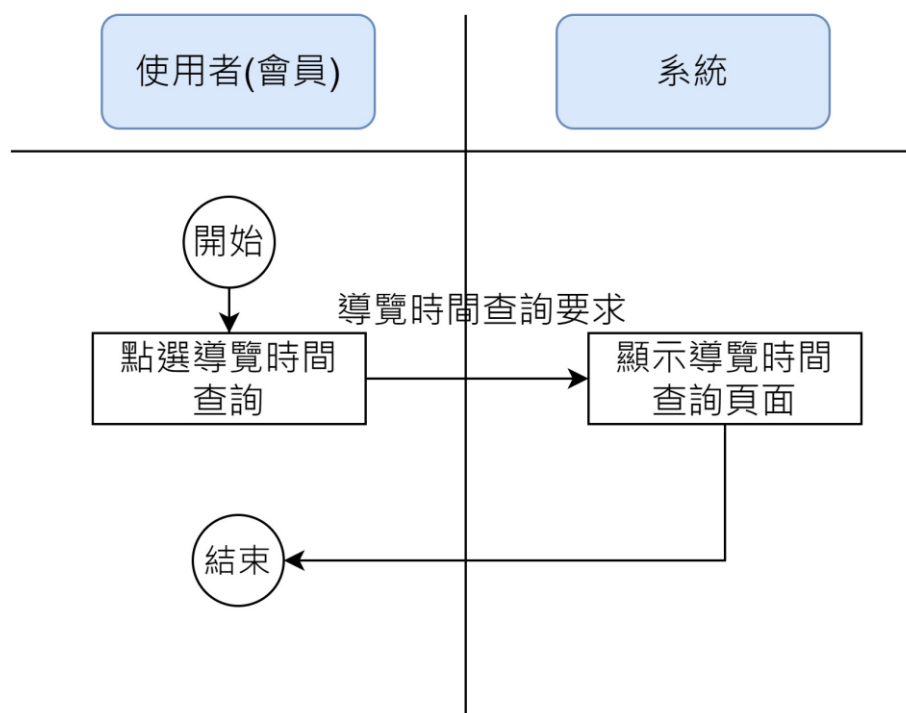 使用者(會員)
系統
開始
導覽時間查詢要求
點選導覽時間
查詢
顯示導覽時間
查詢頁面
結束